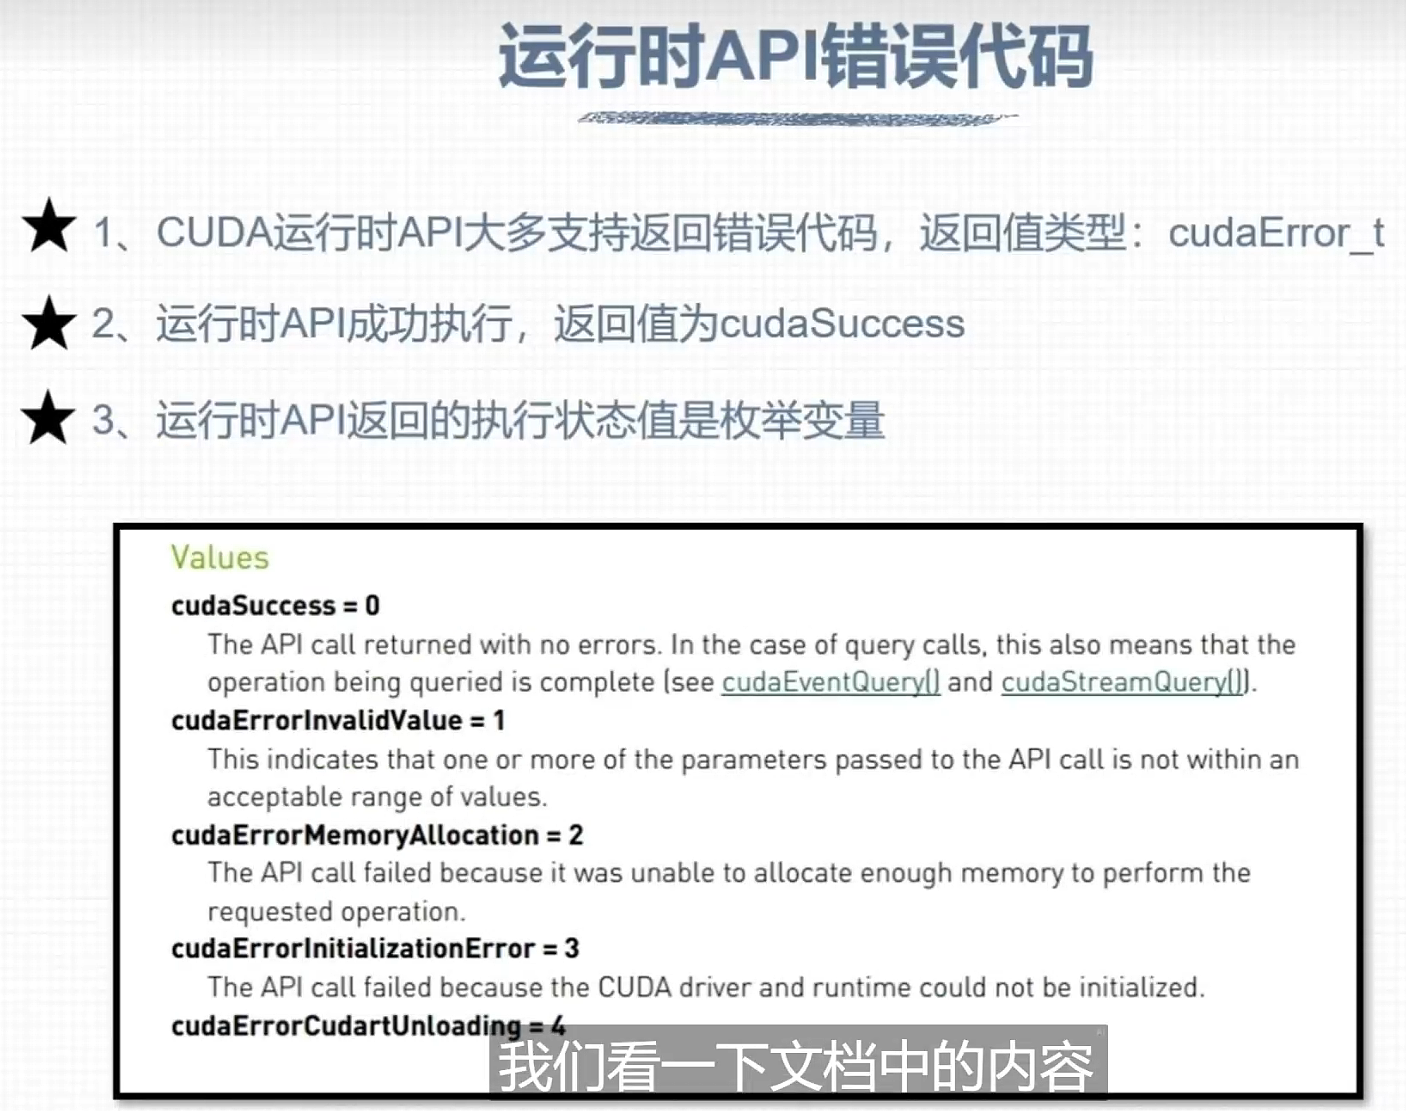 运行时API错误代码
1、CUDA运行时API大多支持返回错误代码，返回值类型：cudaError_t
2、运行时API成功执行，返回值为cudaSuccess
3、运行时API返回的执行状态值是枚举变量
Values
cudaSuccess = 0
The API call returned with no errors. In the case of query calls, this also means that the
operation being queried is complete (see cudaEventQuery() and cudaStreamQuery()).
cudaErrorInvalidValue = 1
This indicates that one or more of the parameters passed to the API call is not within an
acceptable range of values.
cudaErrorMemoryAllocation = 2
The API call failed because it was unable to allocate enough memory to perform the
requested operation.
cudaErrorInitializationError = 3
The API call failed because the CUDA driver and runtime could not be initialized.
cudaErrorCudartUnloading = 4
我们看一下文档中的内容